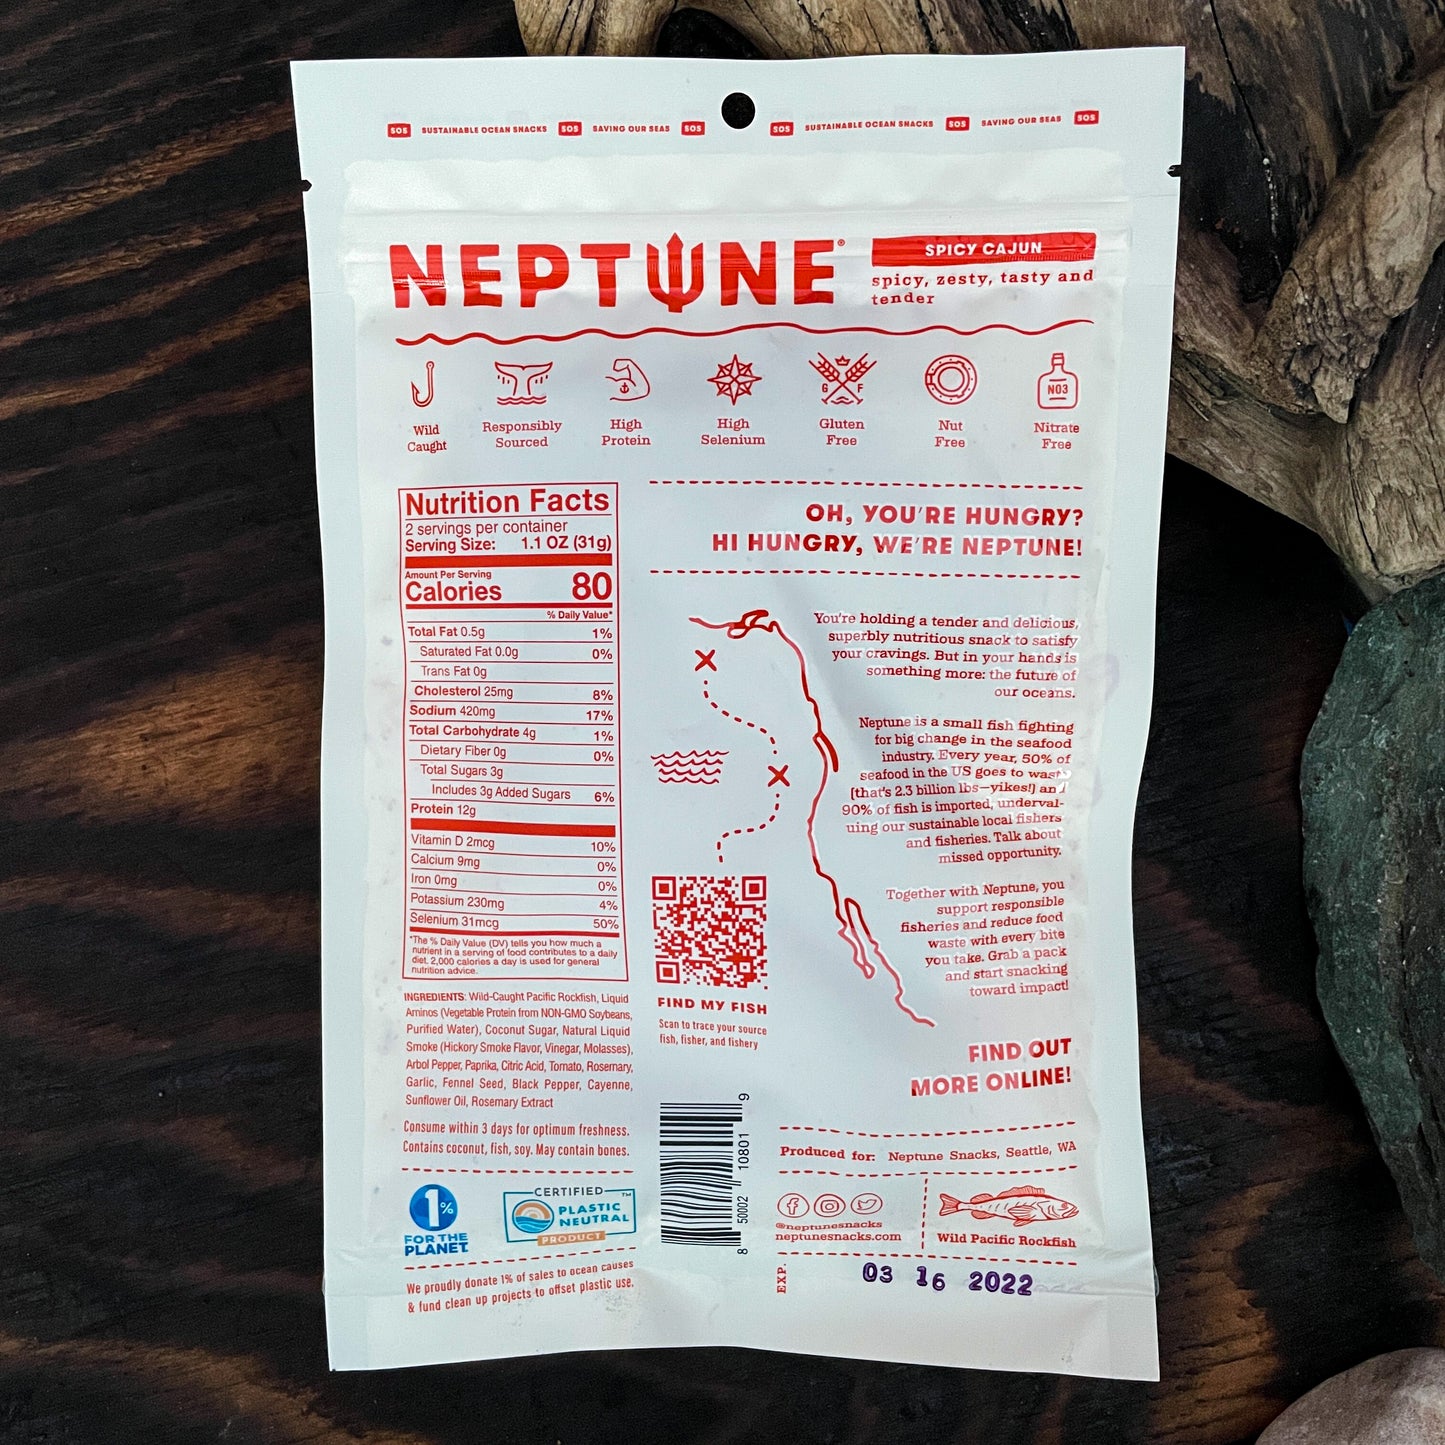 SOS SUSTAINABLE OCEAN SNACKS SOS SAVING OUR SEAS SOS
SOS SUSTAINABLE OCEAN SNACKS SOS SAVING OUR SEAS SOS
NEPTUNE®
SPICY CAJUN
spicy, zesty, tasty and
tender
Wild
Caught
Responsibly
Sourced
High
Protein
High
Selenium
G F
Gluten
Free
Nut
Free
NO3
Nitrate
Free
Nutrition Facts
2 servings per container
Serving Size: 1.1 OZ (31g)
Amount Per Serving
Calories 80
% Daily Value*
Total Fat 0.5g 1%
Saturated Fat 0.0g 0%
Trans Fat 0g
Cholesterol 25mg 8%
Sodium 420mg 17%
Total Carbohydrate 4g 1%
Dietary Fiber 0g 0%
Total Sugars 3g
Includes 3g Added Sugars 6%
Protein 12g
Vitamin D 2mcg 10%
Calcium 9mg 0%
Iron 0mg 0%
Potassium 230mg 4%
Selenium 31mcg 50%
*The % Daily Value (DV) tells you how much a
nutrient in a serving of food contributes to a daily
diet. 2,000 calories a day is used for general
nutrition advice.
INGREDIENTS: Wild-Caught Pacific Rockfish, Liquid
Aminos (Vegetable Protein from NON-GMO Soybeans,
Purified Water), Coconut Sugar, Natural Liquid
Smoke (Hickory Smoke Flavor, Vinegar, Molasses),
Arbol Pepper, Paprika, Citric Acid, Tomato, Rosemary,
Garlic, Fennel Seed, Black Pepper, Cayenne,
Sunflower Oil, Rosemary Extract
Consume within 3 days for optimum freshness.
Contains coconut, fish, soy. May contain bones.
1%
FOR THE
PLANET
CERTIFIED ™
PLASTIC
NEUTRAL
PRODUCT
We proudly donate 1% of sales to ocean causes
& fund clean up projects to offset plastic use.
OH, YOU'RE HUNGRY?
HI HUNGRY, WE'RE NEPTUNE!
You're holding a tender and delicious,
superbly nutritious snack to satisfy
your cravings. But in your hands is
something more: the future of
our oceans.
Neptune is a small fish fighting
for big change in the seafood
industry. Every year, 50% of
seafood in the US goes to waste
(that's 2.3 billion lbs—yikes!) and
90% of fish is imported, underval-
uing our sustainable local fishers
and fisheries. Talk about
missed opportunity.
Together with Neptune, you
support responsible
fisheries and reduce food
waste with every bite
you take. Grab a pack
and start snacking
toward impact!
FIND MY FISH
Scan to trace your source
fish, fisher, and fishery
FIND OUT
MORE ONLINE!
8 50002 10801 9
Produced for: Neptune Snacks, Seattle, WA
@neptunesnacks
neptunesnacks.com
Wild Pacific Rockfish
EXP. 03 16 2022